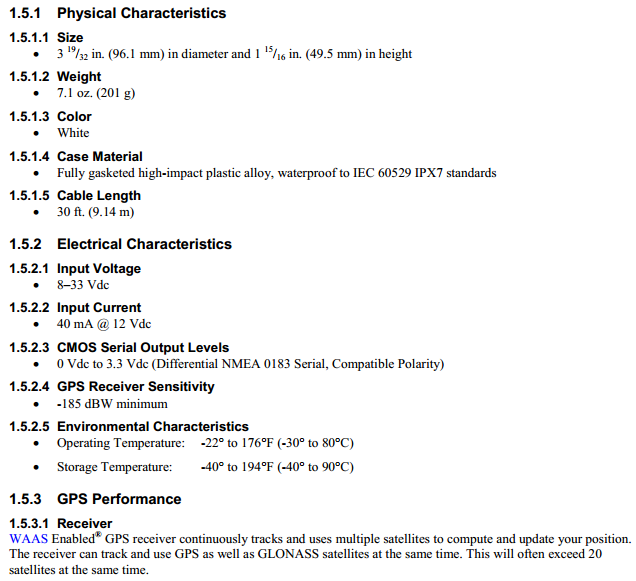 1.5.1 Physical Characteristics
1.5.1.1 Size
• 3 19/32 in. (96.1 mm) in diameter and 1 15/16 in. (49.5 mm) in height
1.5.1.2 Weight
• 7.1 oz. (201 g)
1.5.1.3 Color
• White
1.5.1.4 Case Material
• Fully gasketed high-impact plastic alloy, waterproof to IEC 60529 IPX7 standards
1.5.1.5 Cable Length
• 30 ft. (9.14 m)
1.5.2 Electrical Characteristics
1.5.2.1 Input Voltage
• 8–33 Vdc
1.5.2.2 Input Current
• 40 mA @ 12 Vdc
1.5.2.3 CMOS Serial Output Levels
• 0 Vdc to 3.3 Vdc (Differential NMEA 0183 Serial, Compatible Polarity)
1.5.2.4 GPS Receiver Sensitivity
• -185 dBW minimum
1.5.2.5 Environmental Characteristics
• Operating Temperature: -22° to 176°F (-30° to 80°C)
• Storage Temperature: -40° to 194°F (-40° to 90°C)
1.5.3 GPS Performance
1.5.3.1 Receiver
WAAS Enabled® GPS receiver continuously tracks and uses multiple satellites to compute and update your position.
The receiver can track and use GPS as well as GLONASS satellites at the same time. This will often exceed 20
satellites at the same time.